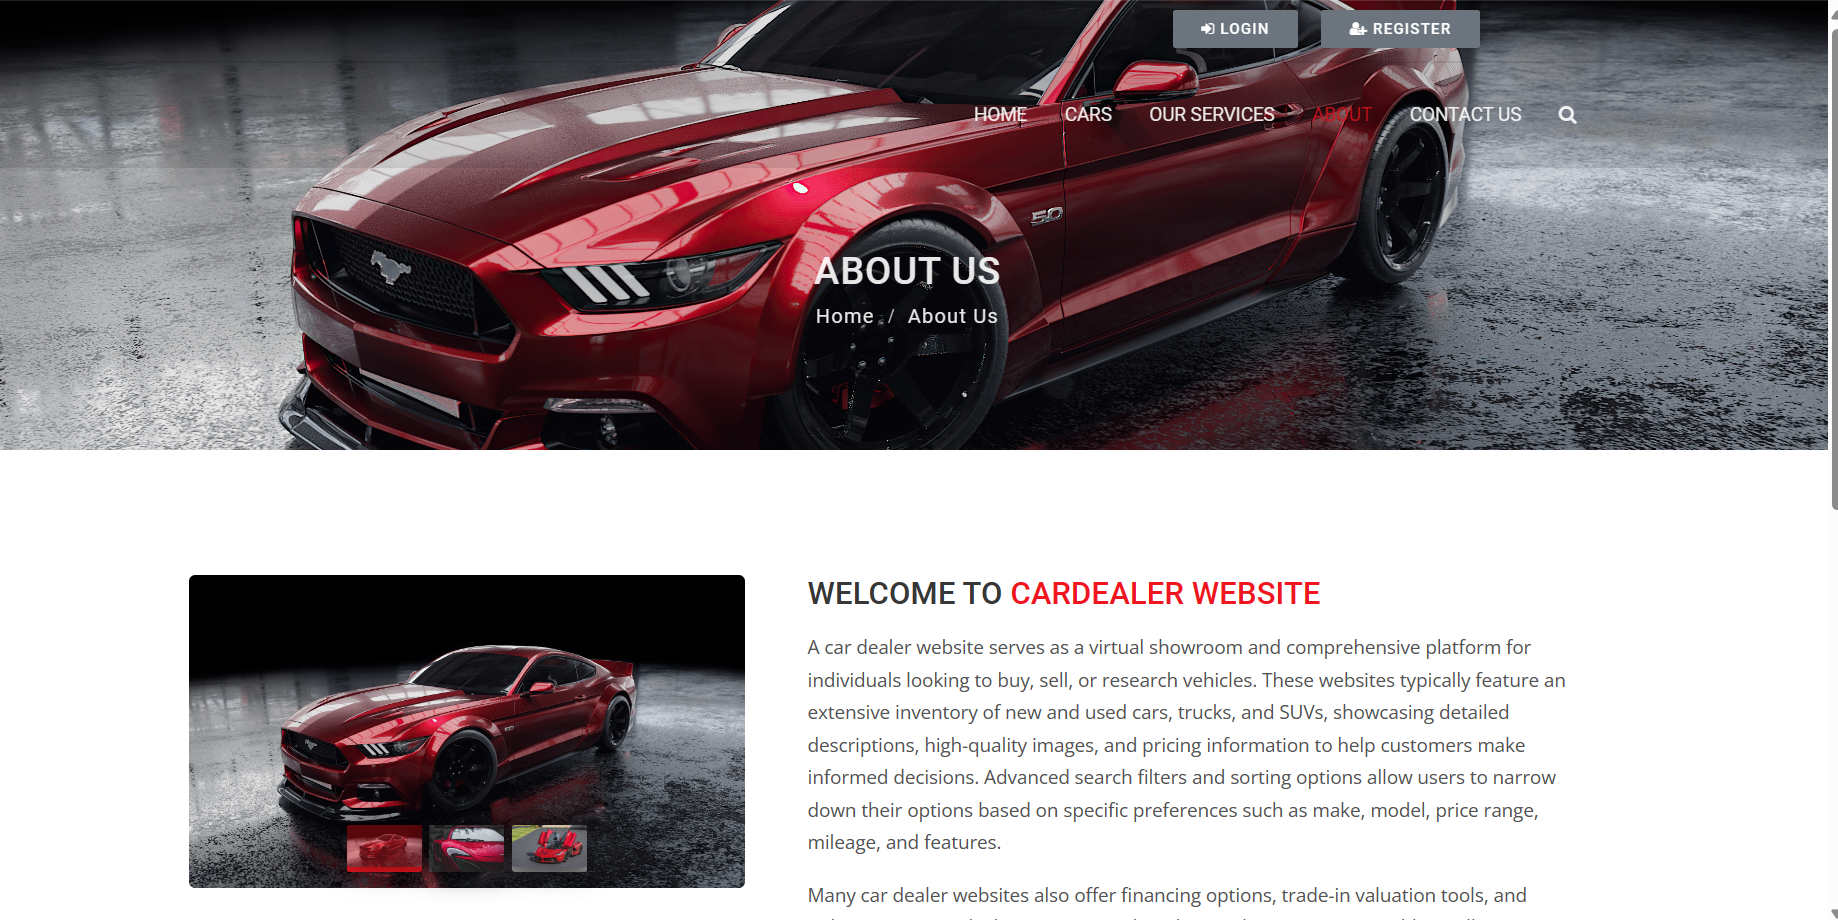 LOGIN
REGISTER
HOME
CARS
OUR SERVICES
ABOUT
CONTACT US
5.0
ABOUT US
Home / About Us
WELCOME TO CARDEALER WEBSITE
A car dealer website serves as a virtual showroom and comprehensive platform for
individuals looking to buy, sell, or research vehicles. These websites typically feature an
extensive inventory of new and used cars, trucks, and SUVs, showcasing detailed
descriptions, high-quality images, and pricing information to help customers make
informed decisions. Advanced search filters and sorting options allow users to narrow
down their options based on specific preferences such as make, model, price range,
mileage, and features.
Many car dealer websites also offer financing options, trade-in valuation tools, and